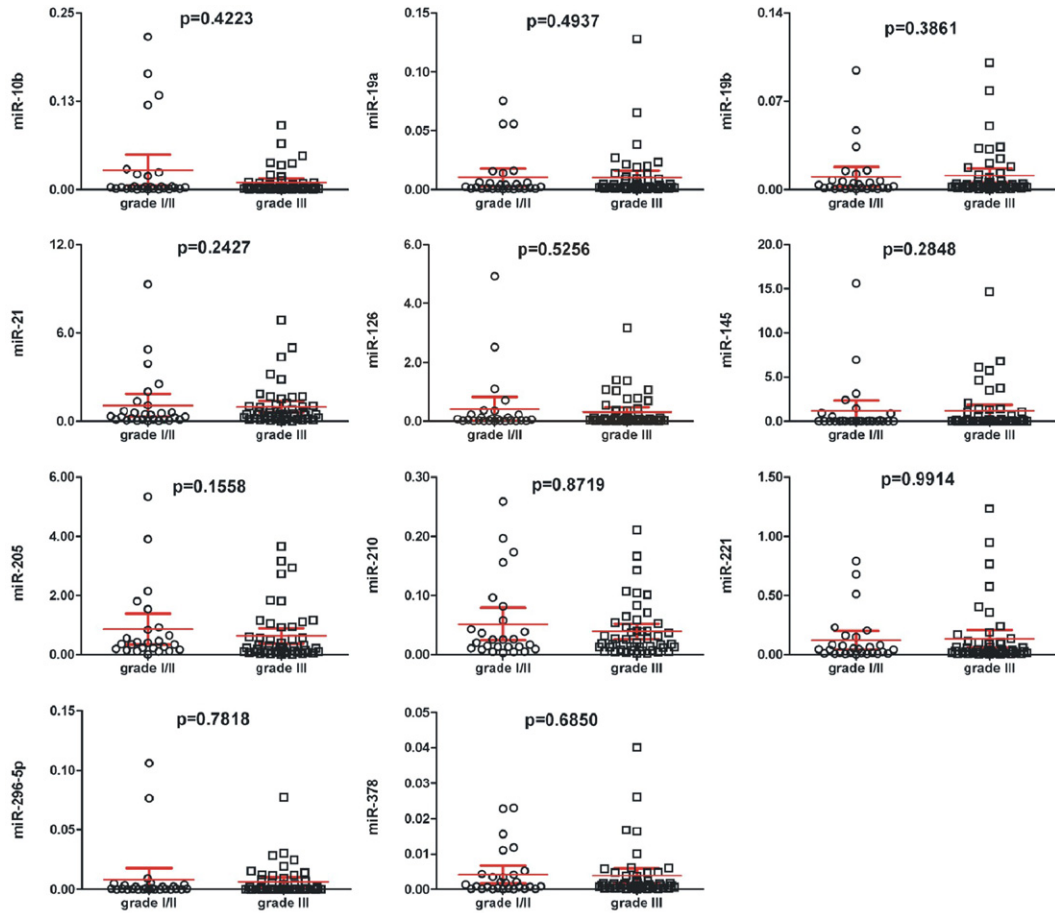 p=0.4223
miR-10b
0.25
0.13
0.00
grade I/II grade III
p=0.4937
miR-19a
0.15
0.10
0.05
0.00
grade I/II grade III
p=0.3861
miR-19b
0.14
0.07
0.00
grade I/II grade III
p=0.2427
miR-21
12.0
6.0
0.0
grade I/II grade III
p=0.5256
miR-126
6.0
4.0
2.0
0.0
grade I/II grade III
p=0.2848
miR-145
20.0
15.0
10.0
5.0
0.0
grade I/II grade III
p=0.1558
miR-205
6.00
4.00
2.00
0.00
grade I/II grade III
p=0.8719
miR-210
0.30
0.20
0.10
0.00
grade I/II grade III
p=0.9914
miR-221
1.50
1.00
0.50
0.00
grade I/II grade III
p=0.7818
miR-296-5p
0.15
0.10
0.05
0.00
grade I/II grade III
p=0.6850
miR-378
0.05
0.04
0.03
0.02
0.01
0.00
grade I/II grade III